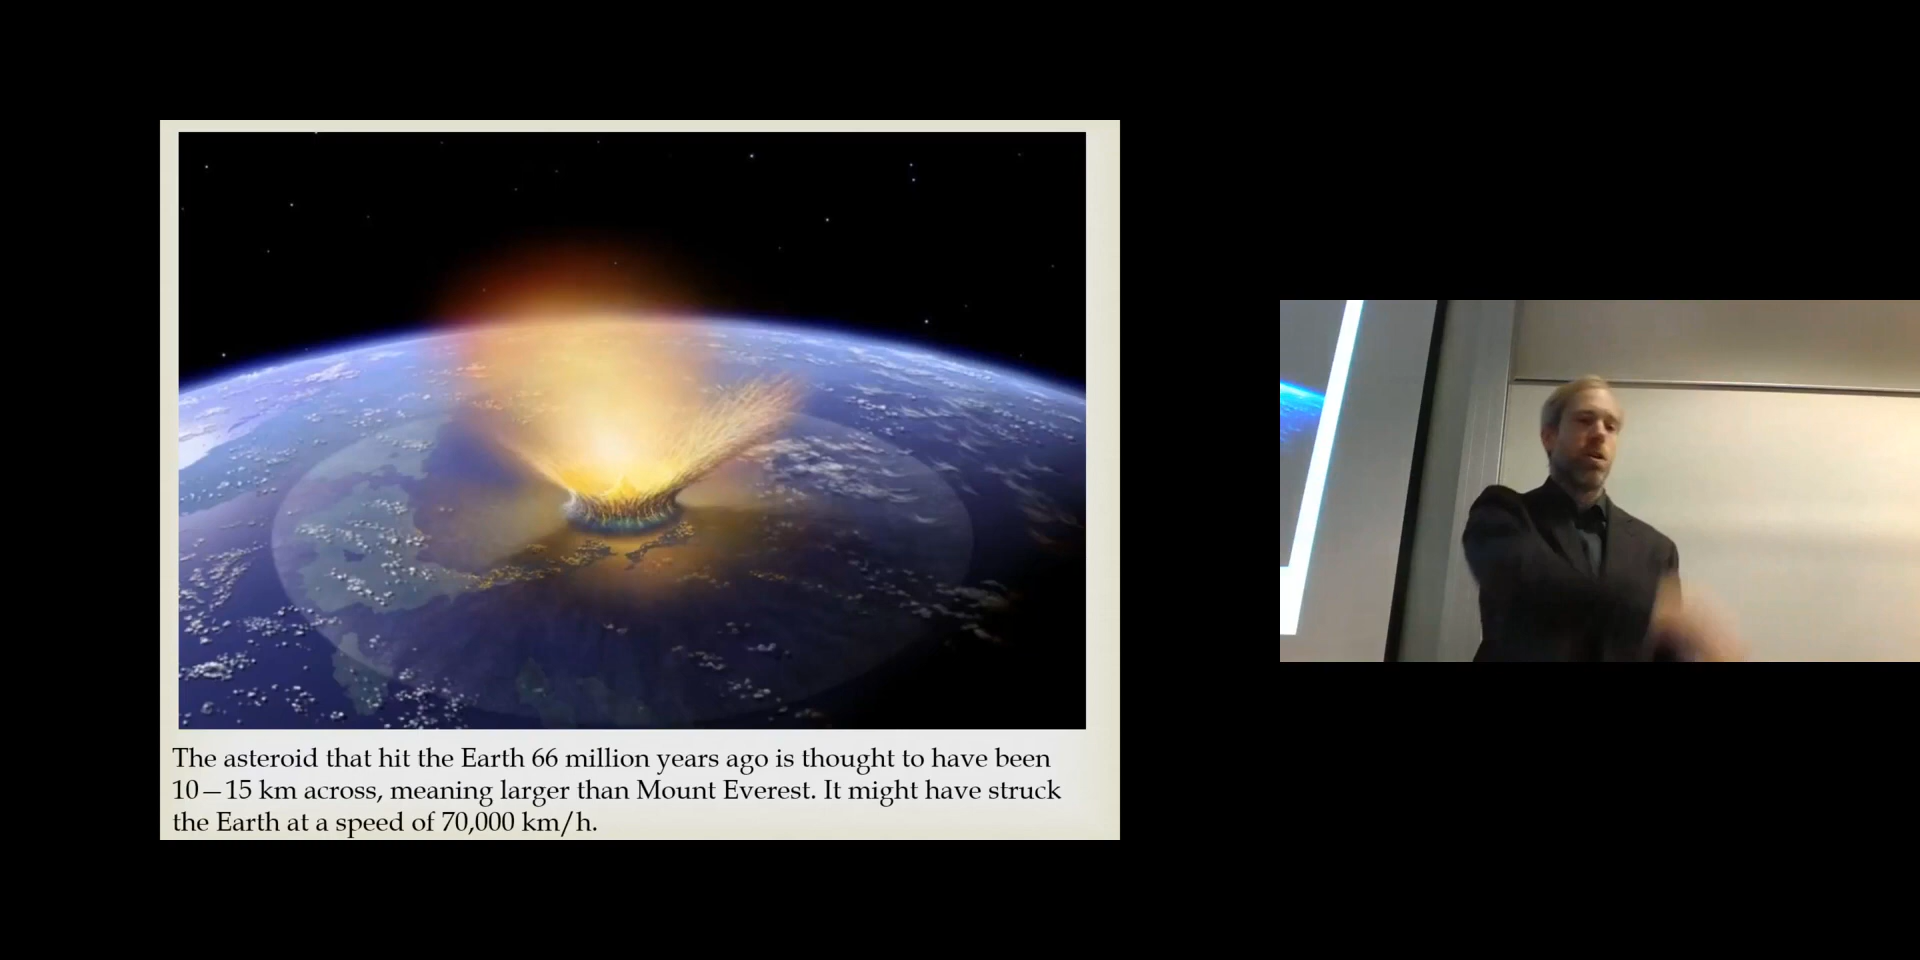 The asteroid that hit the Earth 66 million years ago is thought to have been
10—15 km across, meaning larger than Mount Everest. It might have struck
the Earth at a speed of 70,000 km/h.